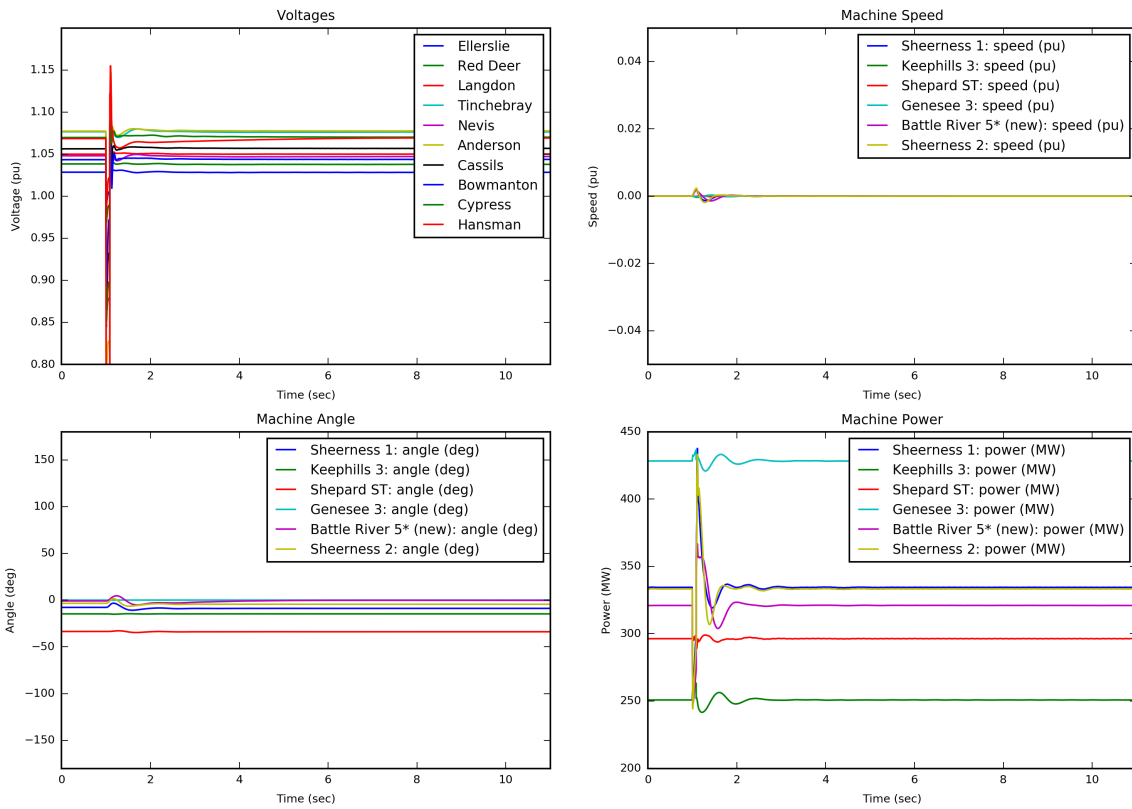 Voltages
1.15
1.10
1.05
1.00
0.95
0.90
0.85
0.80
Voltage (pu)
0 2 4 6 8 10
Time (sec)
Ellerslie
Red Deer
Langdon
Tinchebray
Nevis
Anderson
Cassils
Bowmanton
Cypress
Hansman
Machine Speed
0.04
0.02
0.00
−0.02
−0.04
Speed (pu)
0 2 4 6 8 10
Time (sec)
Sheerness 1: speed (pu)
Keephills 3: speed (pu)
Shepard ST: speed (pu)
Genesee 3: speed (pu)
Battle River 5* (new): speed (pu)
Sheerness 2: speed (pu)
Machine Angle
150
100
50
0
−50
−100
−150
Angle (deg)
0 2 4 6 8 10
Time (sec)
Sheerness 1: angle (deg)
Keephills 3: angle (deg)
Shepard ST: angle (deg)
Genesee 3: angle (deg)
Battle River 5* (new): angle (deg)
Sheerness 2: angle (deg)
Machine Power
450
400
350
300
250
200
Power (MW)
0 2 4 6 8 10
Time (sec)
Sheerness 1: power (MW)
Keephills 3: power (MW)
Shepard ST: power (MW)
Genesee 3: power (MW)
Battle River 5* (new): power (MW)
Sheerness 2: power (MW)